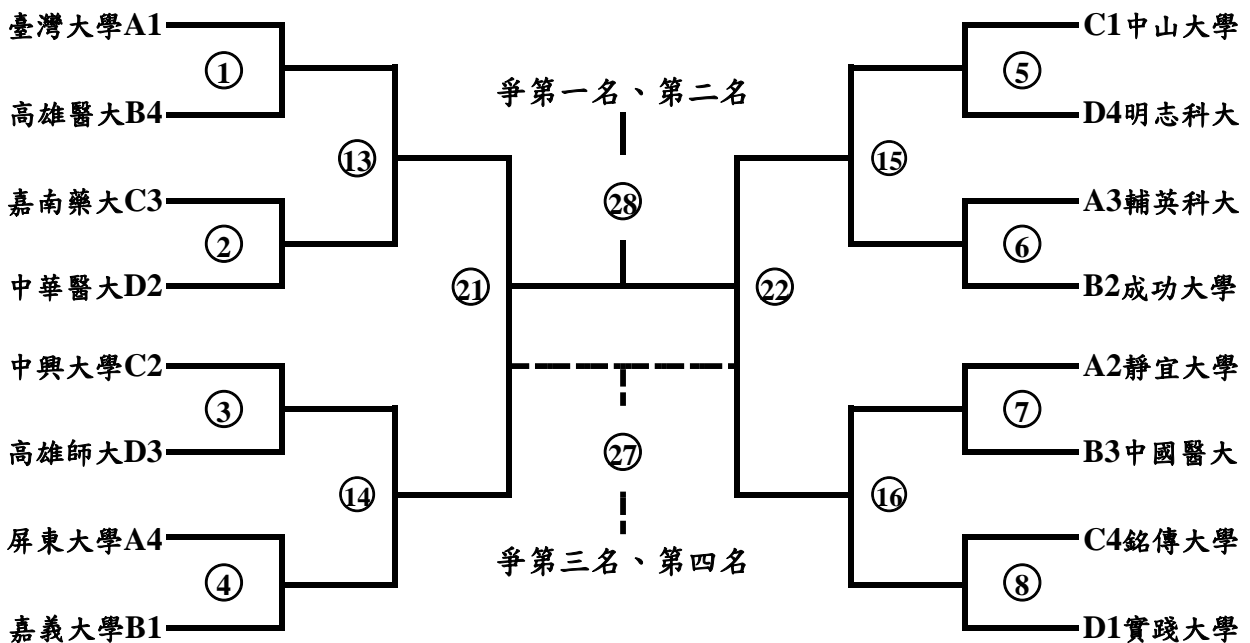 臺灣大學A1
①
高雄醫大B4
⑬
嘉南藥大C3
②
中華醫大D2
㉑
中興大學C2
③
高雄師大D3
⑭
屏東大學A4
④
嘉義大學B1
爭第一名、第二名
㉘
㉗
爭第三名、第四名
C1中山大學
⑤
D4明志科大
⑮
A3輔英科大
⑥
B2成功大學
㉒
A2靜宜大學
⑦
B3中國醫大
⑯
C4銘傳大學
⑧
D1實踐大學